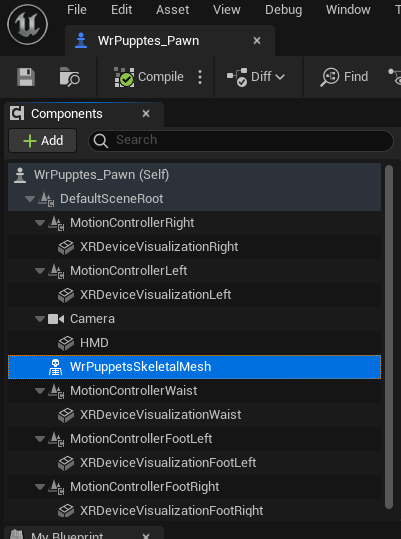 File Edit Asset View Debug Window
WrPupptes_Pawn
Compile Diff Find
Components
Add Search
WrPupptes_Pawn (Self)
DefaultSceneRoot
MotionControllerRight
XRDeviceVisualizationRight
MotionControllerLeft
XRDeviceVisualizationLeft
Camera
HMD
WrPuppetsSkeletalMesh
MotionControllerWaist
XRDeviceVisualizationWaist
MotionControllerFootLeft
XRDeviceVisualizationFootLeft
MotionControllerFootRight
XRDeviceVisualizationFootRight
My Blueprint